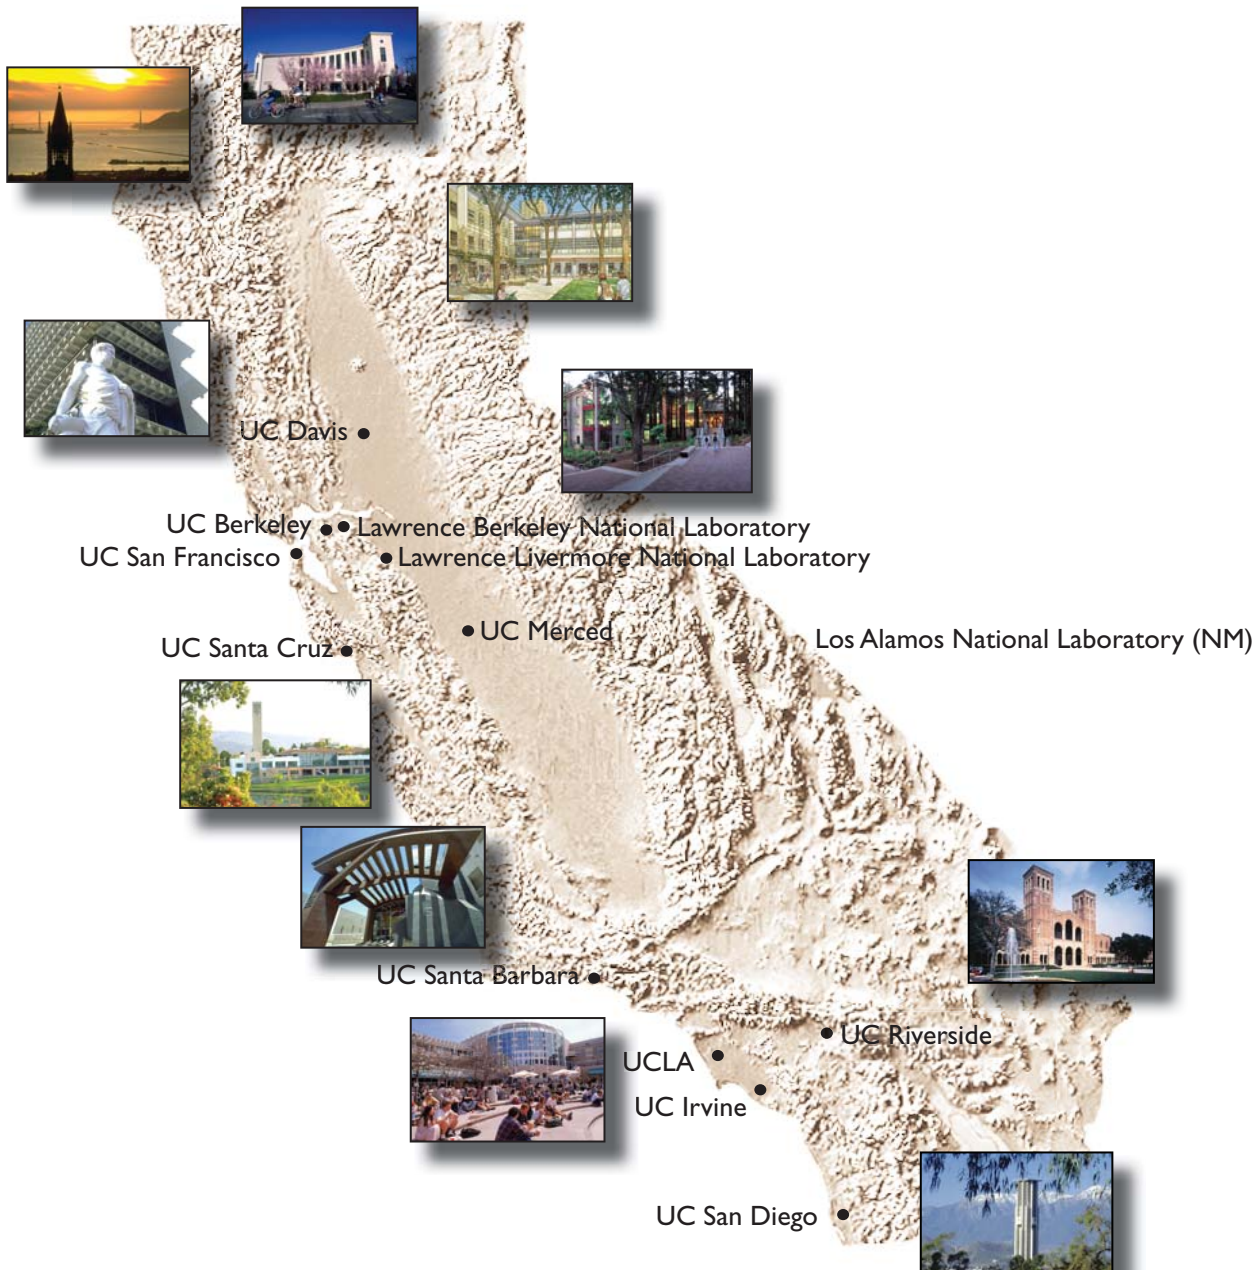 UC Davis
UC Berkeley
Lawrence Berkeley National Laboratory
UC San Francisco
Lawrence Livermore National Laboratory
UC Merced
Los Alamos National Laboratory (NM)
UC Santa Cruz
UC Santa Barbara
UC Riverside
UCLA
UC Irvine
UC San Diego